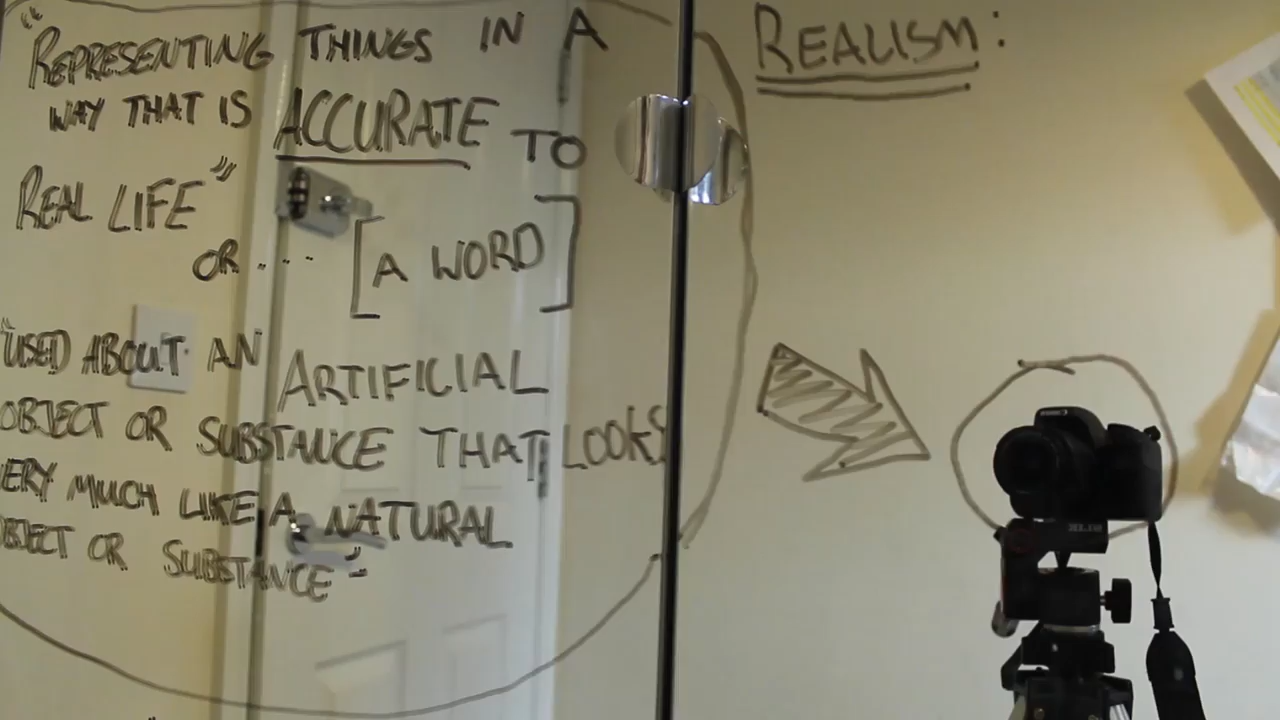 REALISM:
"REPRESENTING THINGS IN A
WAY THAT IS ACCURATE TO
REAL LIFE"
OR.... [A WORD]
"USED ABOUT AN ARTIFICIAL
OBJECT OR SUBSTANCE THAT LOOKS
ERY MUCH LIKE A NATURAL
OBJECT OR SUBSTANCE"